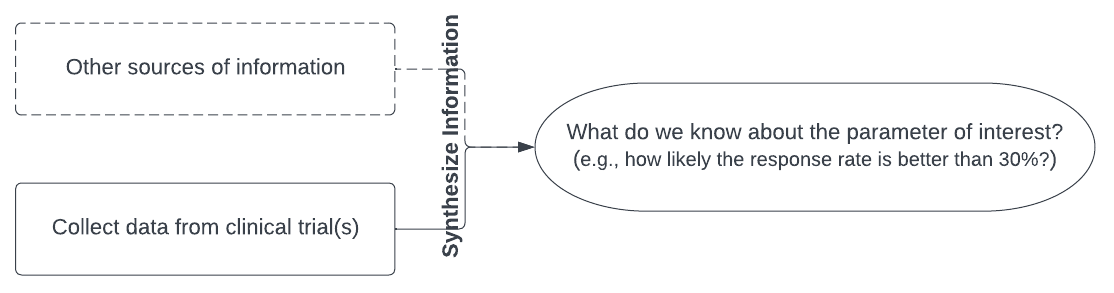 Other sources of information
Synthesize Information
What do we know about the parameter of interest?
(e.g., how likely the response rate is better than 30%?)
Collect data from clinical trial(s)